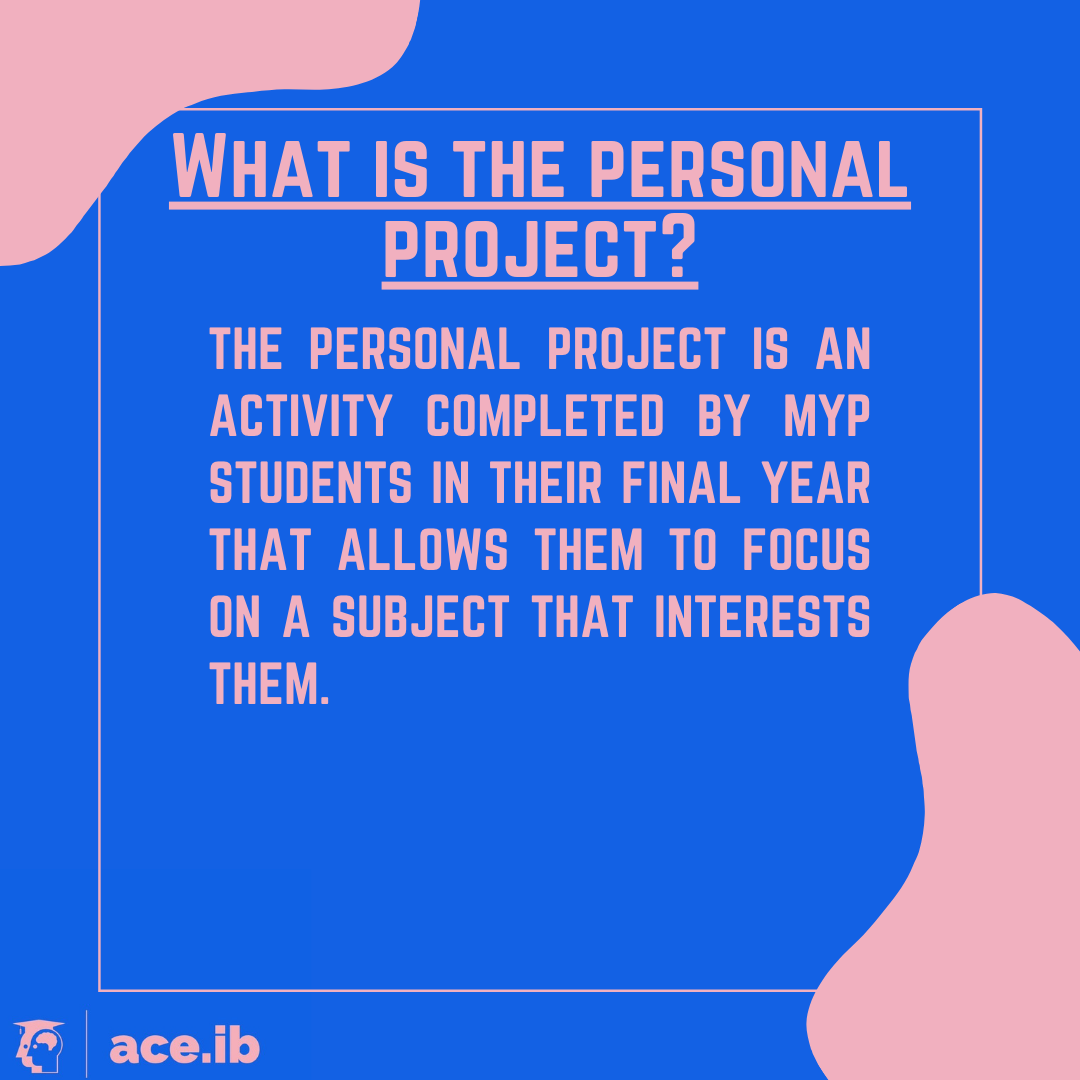 WHAT IS THE PERSONAL
PROJECT?
THE PERSONAL PROJECT IS AN
ACTIVITY COMPLETED BY MYP
STUDENTS IN THEIR FINAL YEAR
THAT ALLOWS THEM TO FOCUS
ON A SUBJECT THAT INTERESTS
THEM.
ace.ib